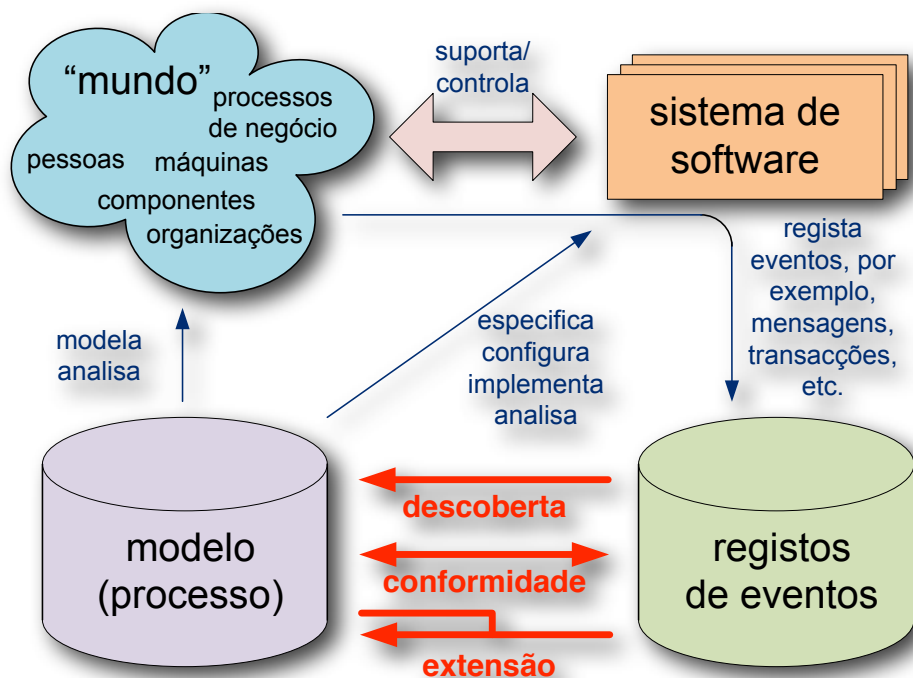 “mundo”
processos
de negócio
pessoas
máquinas
componentes
organizações
suporta/
controla
sistema de
software
regista
eventos, por
exemplo,
mensagens,
transacções,
etc.
modela
analisa
especifica
configura
implementa
analisa
modelo
(processo)
descoberta
conformidade
extensão
registos
de eventos